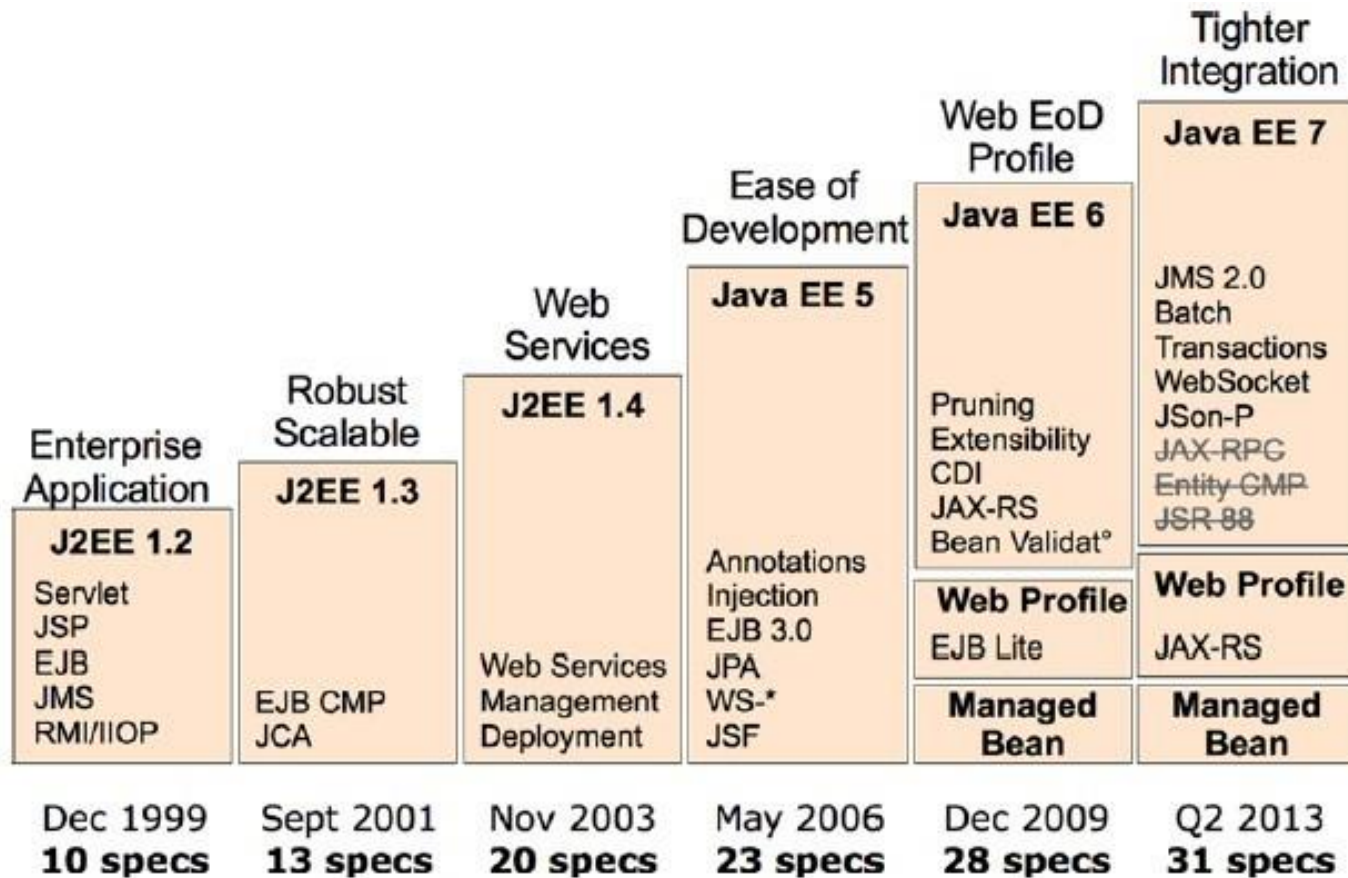 Enterprise
Application
J2EE 1.2
Servlet
JSP
EJB
JMS
RMI/IIOP
Dec 1999
10 specs
Robust
Scalable
J2EE 1.3
EJB CMP
JCA
Sept 2001
13 specs
Web
Services
J2EE 1.4
Web Services
Management
Deployment
Nov 2003
20 specs
Ease of
Development
Java EE 5
Annotations
Injection
EJB 3.0
JPA
WS-*
JSF
May 2006
23 specs
Web EoD
Profile
Java EE 6
Pruning
Extensibility
CDI
JAX-RS
Bean Validat°
Web Profile
EJB Lite
Managed
Bean
Dec 2009
28 specs
Tighter
Integration
Java EE 7
JMS 2.0
Batch
Transactions
WebSocket
JSon-P
JAX-RPC
Entity CMP
JSR 88
Web Profile
JAX-RS
Managed
Bean
Q2 2013
31 specs